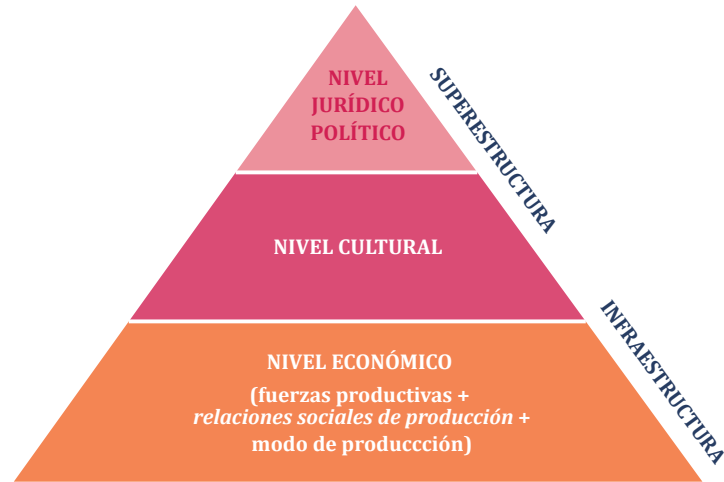 NIVEL
JURÍDICO
POLÍTICO
SUPERESTRUCTURA
NIVEL CULTURAL
NIVEL ECONÓMICO
(fuerzas productivas +
relaciones sociales de producción +
modo de produccción)
INFRAESTRUCTURA